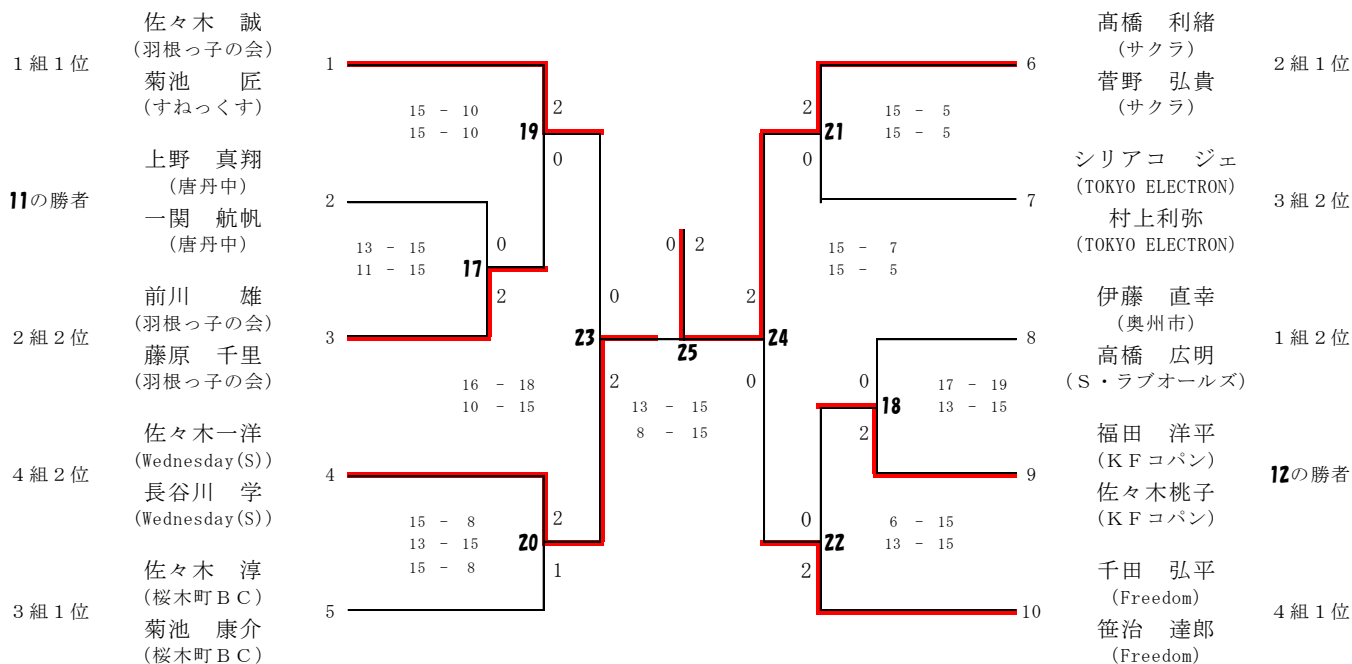 佐々木　誠
(羽根っ子の会)
1組1位
1
菊池　　匠
(すねっくす)
15 - 10
15 - 10
19
2
0
上野　真翔
(唐丹中)
11の勝者
2
一関　航帆
(唐丹中)
13 - 15
11 - 15
17
0
2
前川　　雄
(羽根っ子の会)
2組2位
3
藤原　千里
(羽根っ子の会)
0
23
2
16 - 18
10 - 15
佐々木一洋
(Wednesday(S))
4組2位
4
長谷川　学
(Wednesday(S))
15 - 8
13 - 15
15 - 8
20
2
1
佐々木　淳
(桜木町ＢＣ)
3組1位
5
菊池　康介
(桜木町ＢＣ)
0 2
25
13 - 15
8 - 15
髙橋　利緒
(サクラ)
6
2組1位
菅野　弘貴
(サクラ)
2
21
0
15 - 5
15 - 5
シリアコ　ジェ
(TOKYO ELECTRON)
7
3組2位
村上利弥
(TOKYO ELECTRON)
2
24
0
15 - 7
15 - 5
伊藤　直幸
(奥州市)
8
1組2位
高橋　広明
(Ｓ・ラブオールズ)
0
18
2
17 - 19
13 - 15
福田　洋平
(ＫＦコパン)
9
12の勝者
佐々木桃子
(ＫＦコパン)
0
22
2
6 - 15
13 - 15
千田　弘平
(Freedom)
10
4組1位
笹治　達郎
(Freedom)